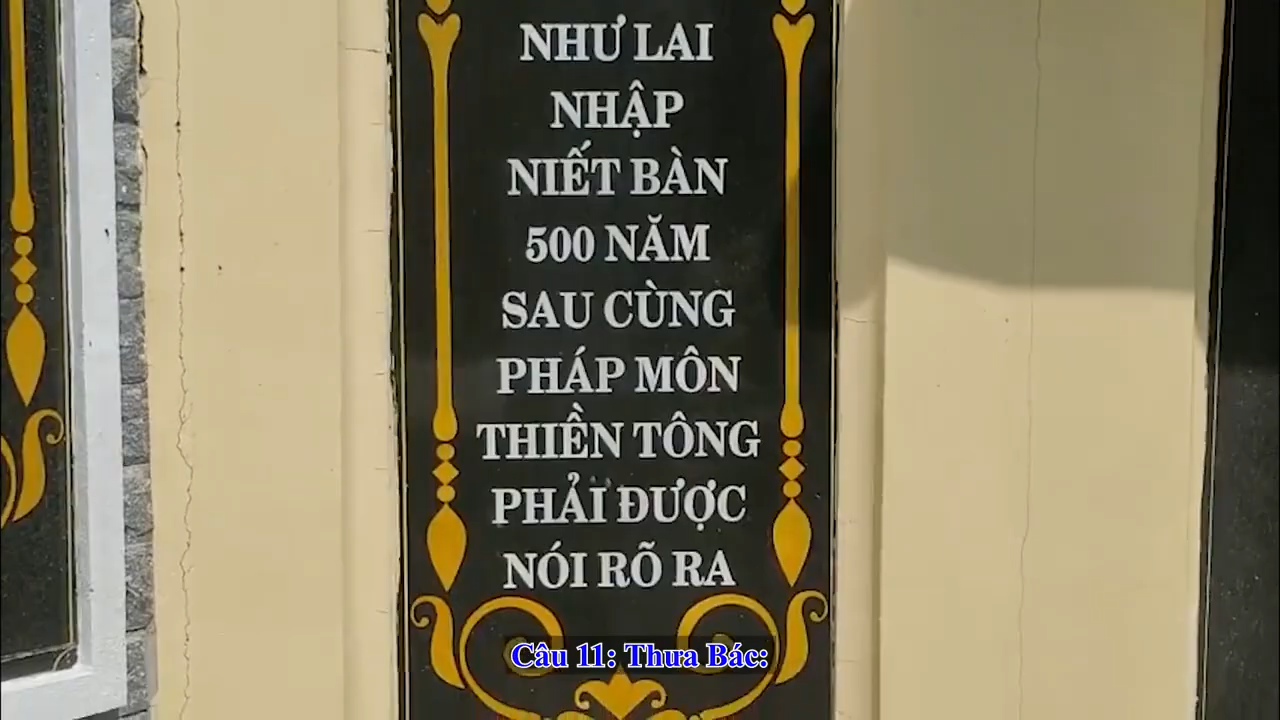 NHƯ LAI
NHẬP
NIẾT BÀN
500 NĂM
SAU CÙNG
PHÁP MÔN
THIỀN TÔNG
PHẢI ĐƯỢC
NÓI RÕ RA
Câu 11: Thưa Bác: